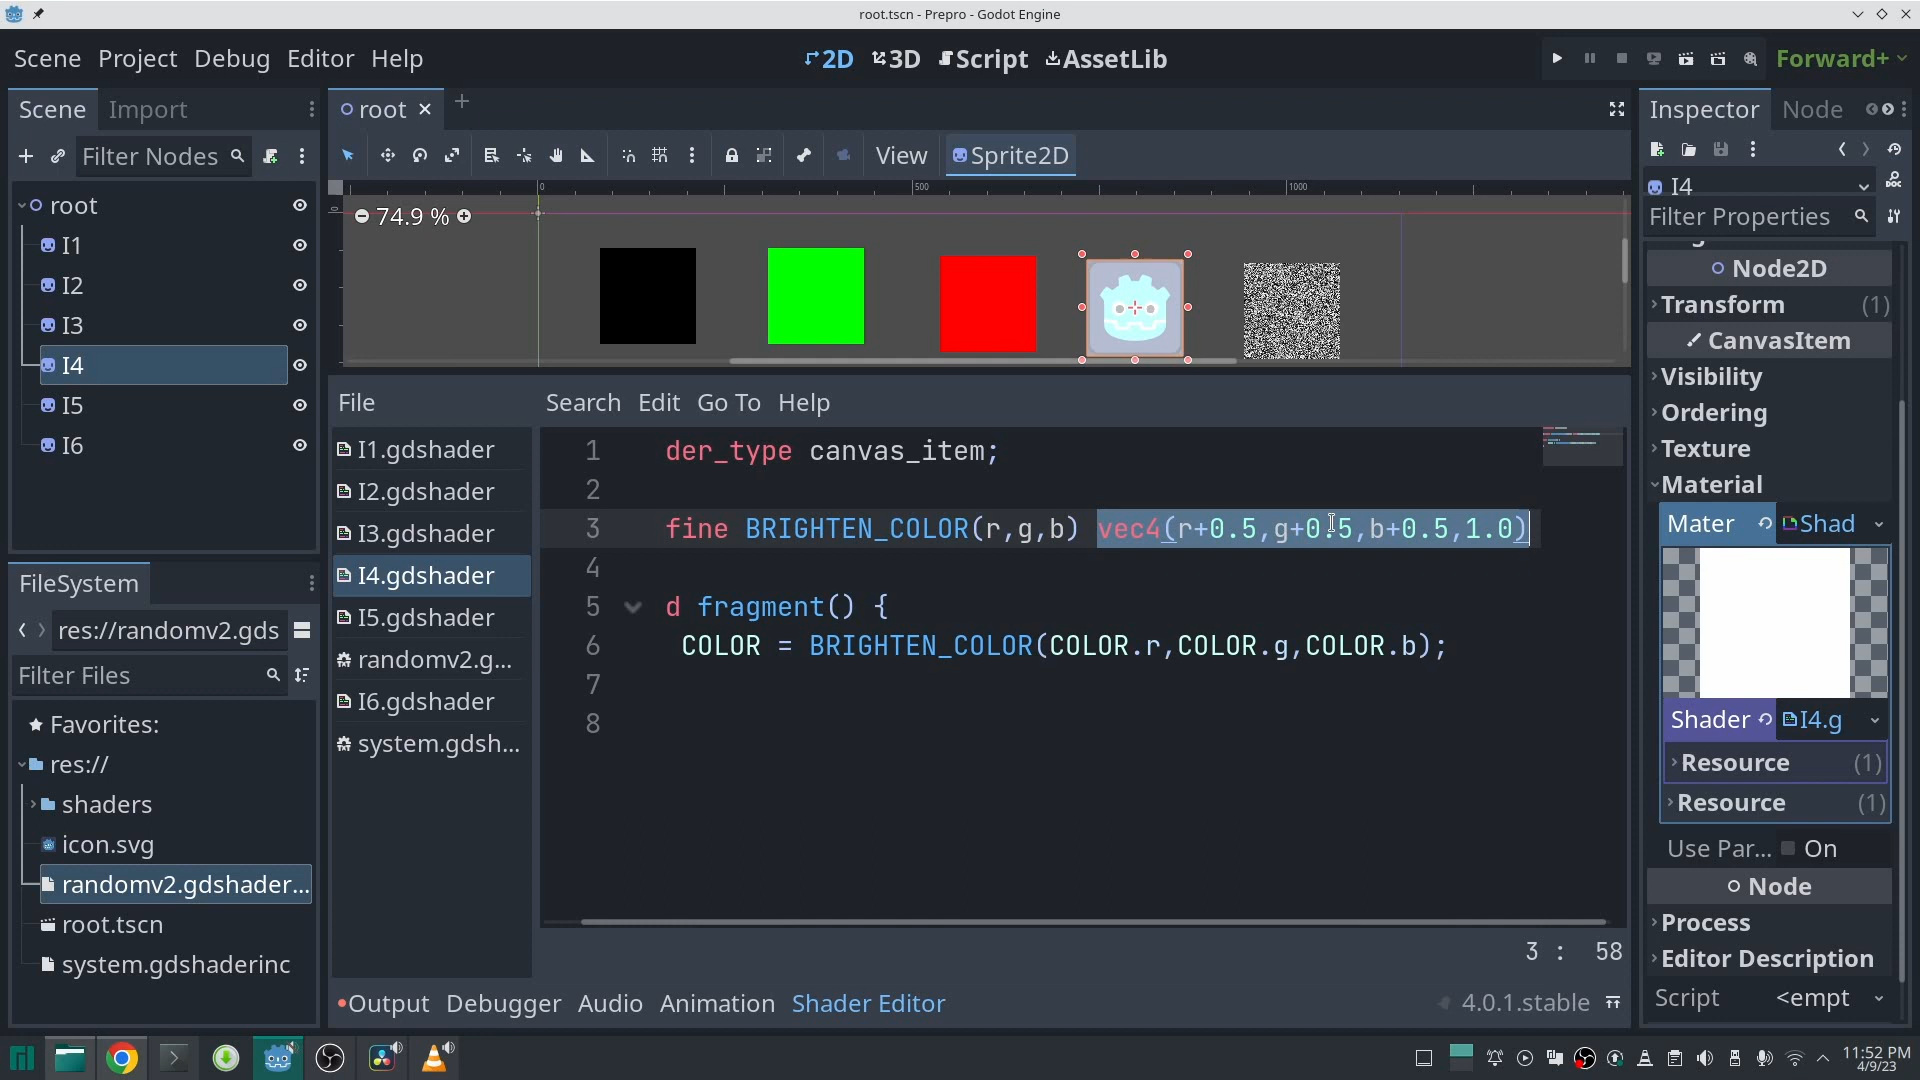 root.tscn - Prepro - Godot Engine
Scene Project Debug Editor Help
2D 3D Script AssetLib
Forward+
Scene Import
root
Inspector Node
Filter Nodes
View Sprite2D
I4
Filter Properties
root
I1
I2
I3
I4
I5
I6
0 500 1000
74.9 %
Node2D
Transform (1)
CanvasItem
Visibility
Ordering
Texture
Material
Mater Shad
Shader I4.g
Resource (1)
Resource (1)
Use Par... On
Node
Process
Editor Description
Script <empt
File Search Edit Go To Help
I1.gdshader
I2.gdshader
I3.gdshader
I4.gdshader
I5.gdshader
randomv2.g...
I6.gdshader
system.gdsh...
1 der_type canvas_item;
2
3 fine BRIGHTEN_COLOR(r,g,b) vec4(r+0.5,g+0.5,b+0.5,1.0)
4
5 d fragment() {
6 COLOR = BRIGHTEN_COLOR(COLOR.r,COLOR.g,COLOR.b);
7
8
3 : 58
FileSystem
res://randomv2.gds
Filter Files
Favorites:
res://
shaders
icon.svg
randomv2.gdshader...
root.tscn
system.gdshaderinc
Output Debugger Audio Animation Shader Editor
4.0.1.stable
11:52 PM
4/9/23